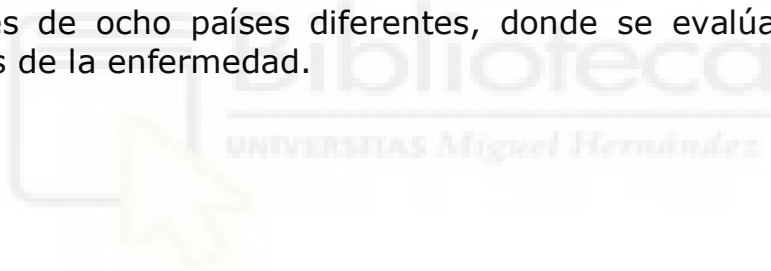 es de ocho países diferentes, donde se evalúa
s de la enfermedad.
Biblioteca
UNIVERSITAS Miguel Hernández